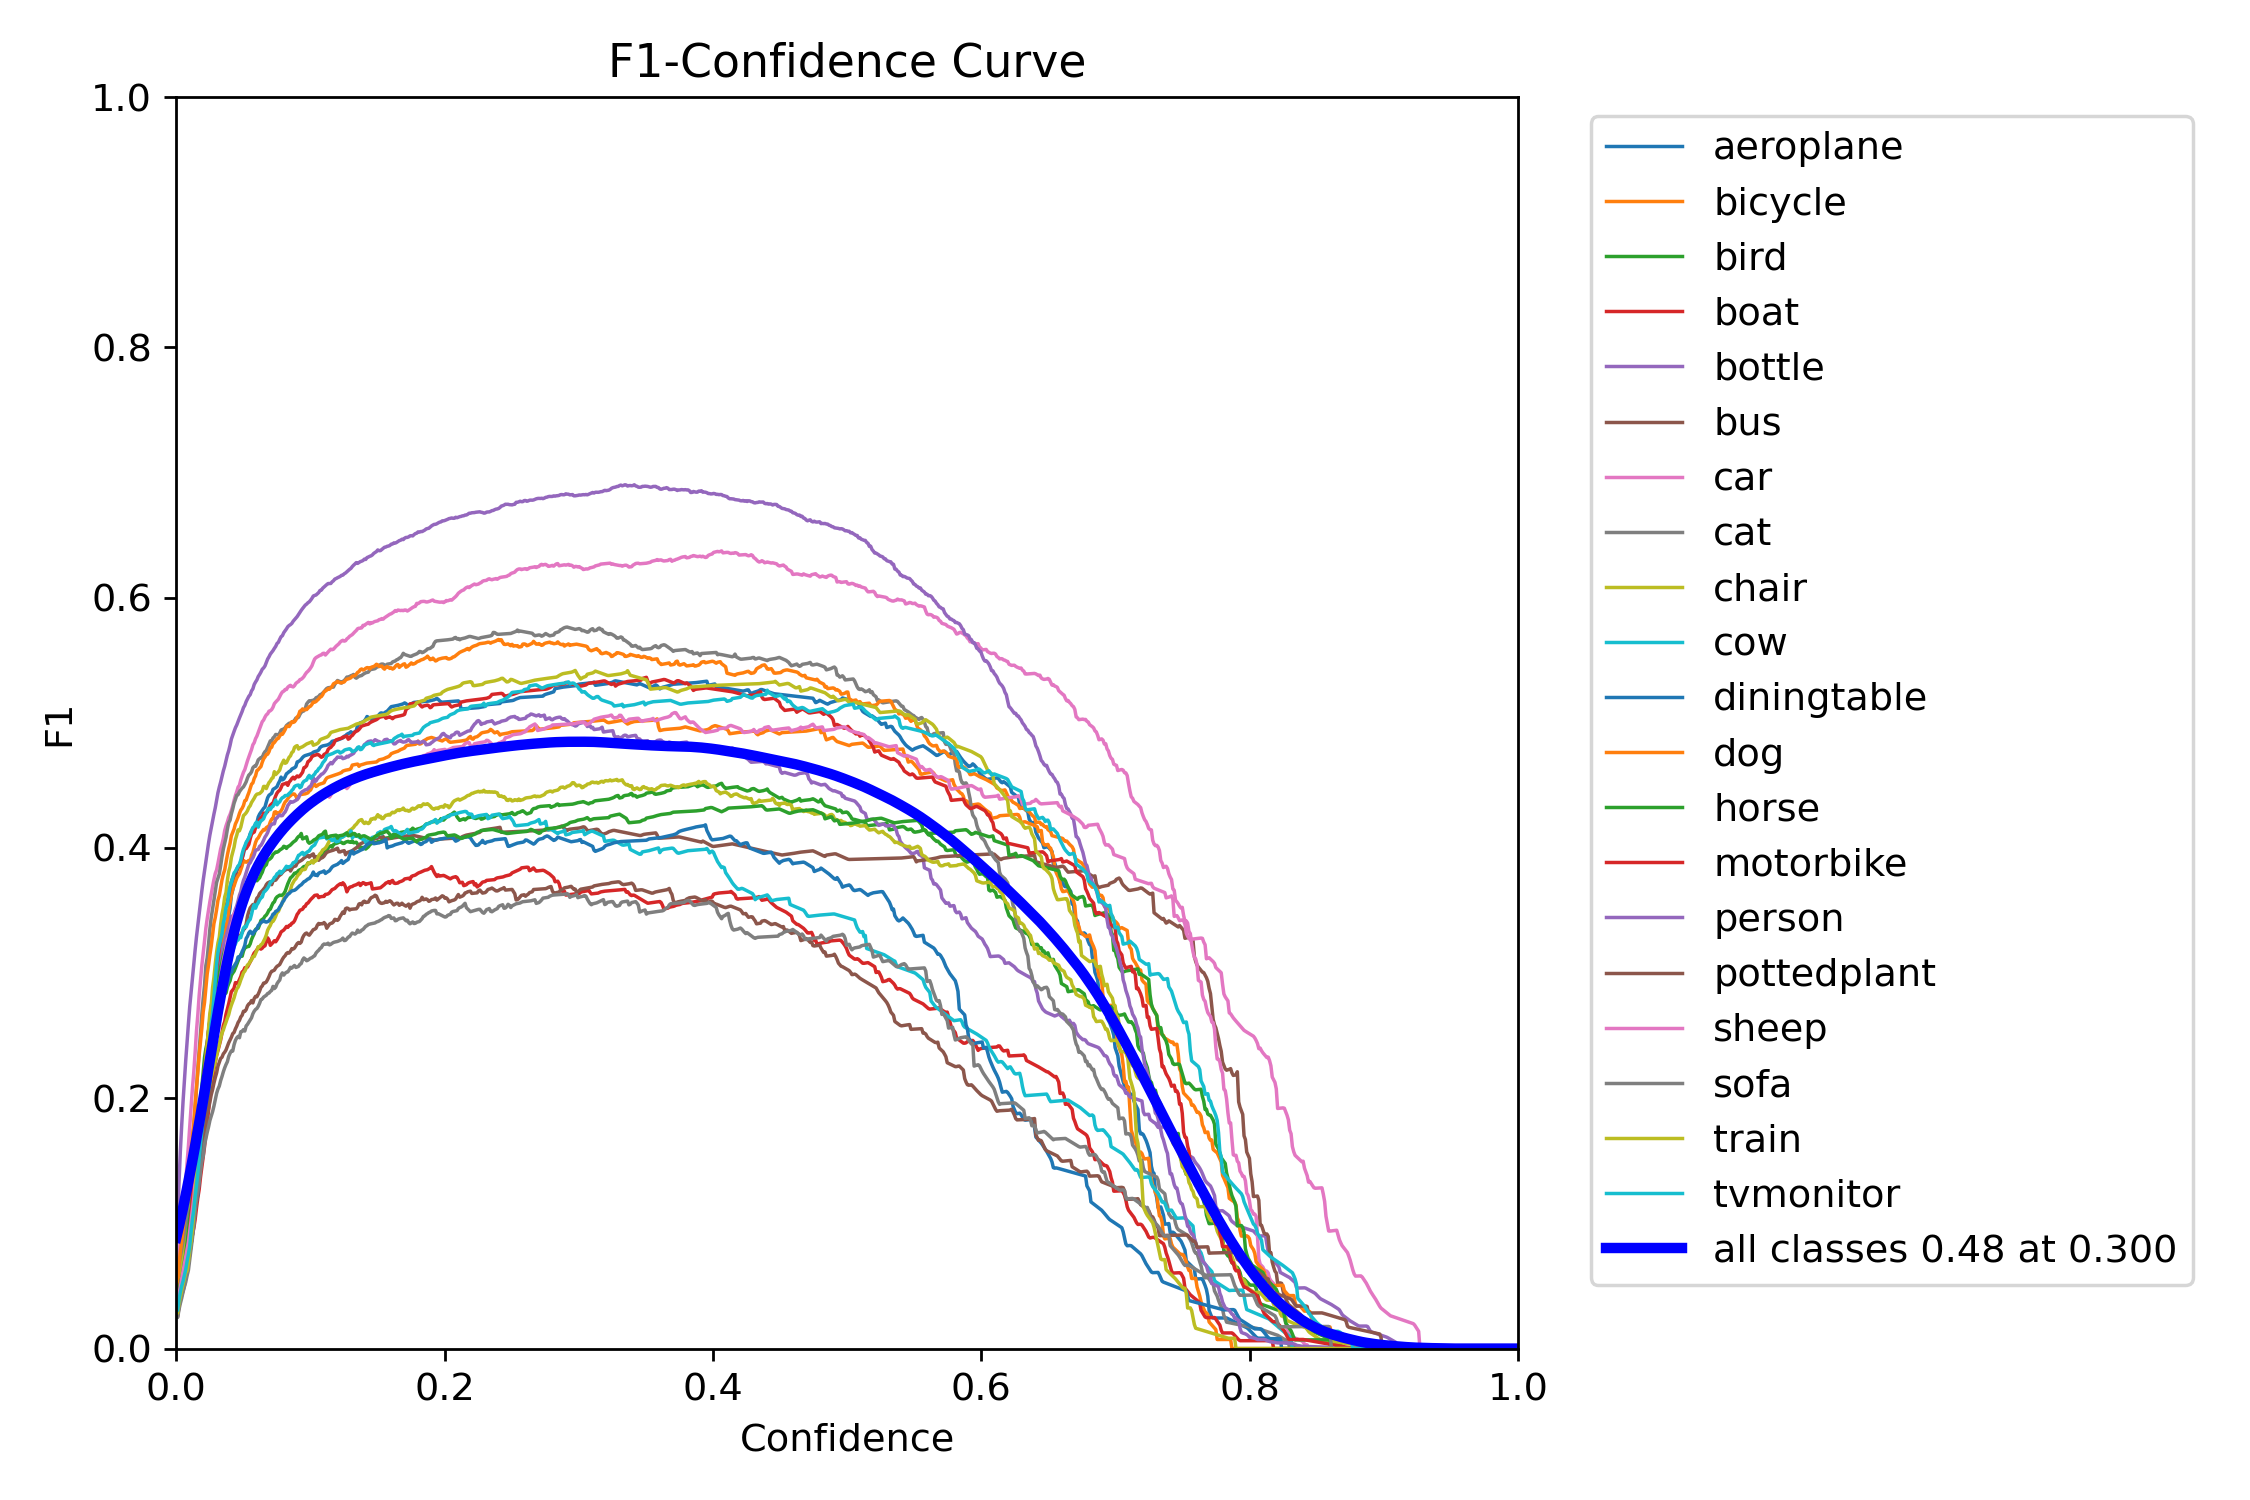 F1-Confidence Curve
1.0
0.8
0.6
0.4
0.2
0.0
F1
0.0 0.2 0.4 0.6 0.8 1.0
Confidence
aeroplane
bicycle
bird
boat
bottle
bus
car
cat
chair
cow
diningtable
dog
horse
motorbike
person
pottedplant
sheep
sofa
train
tvmonitor
all classes 0.48 at 0.300